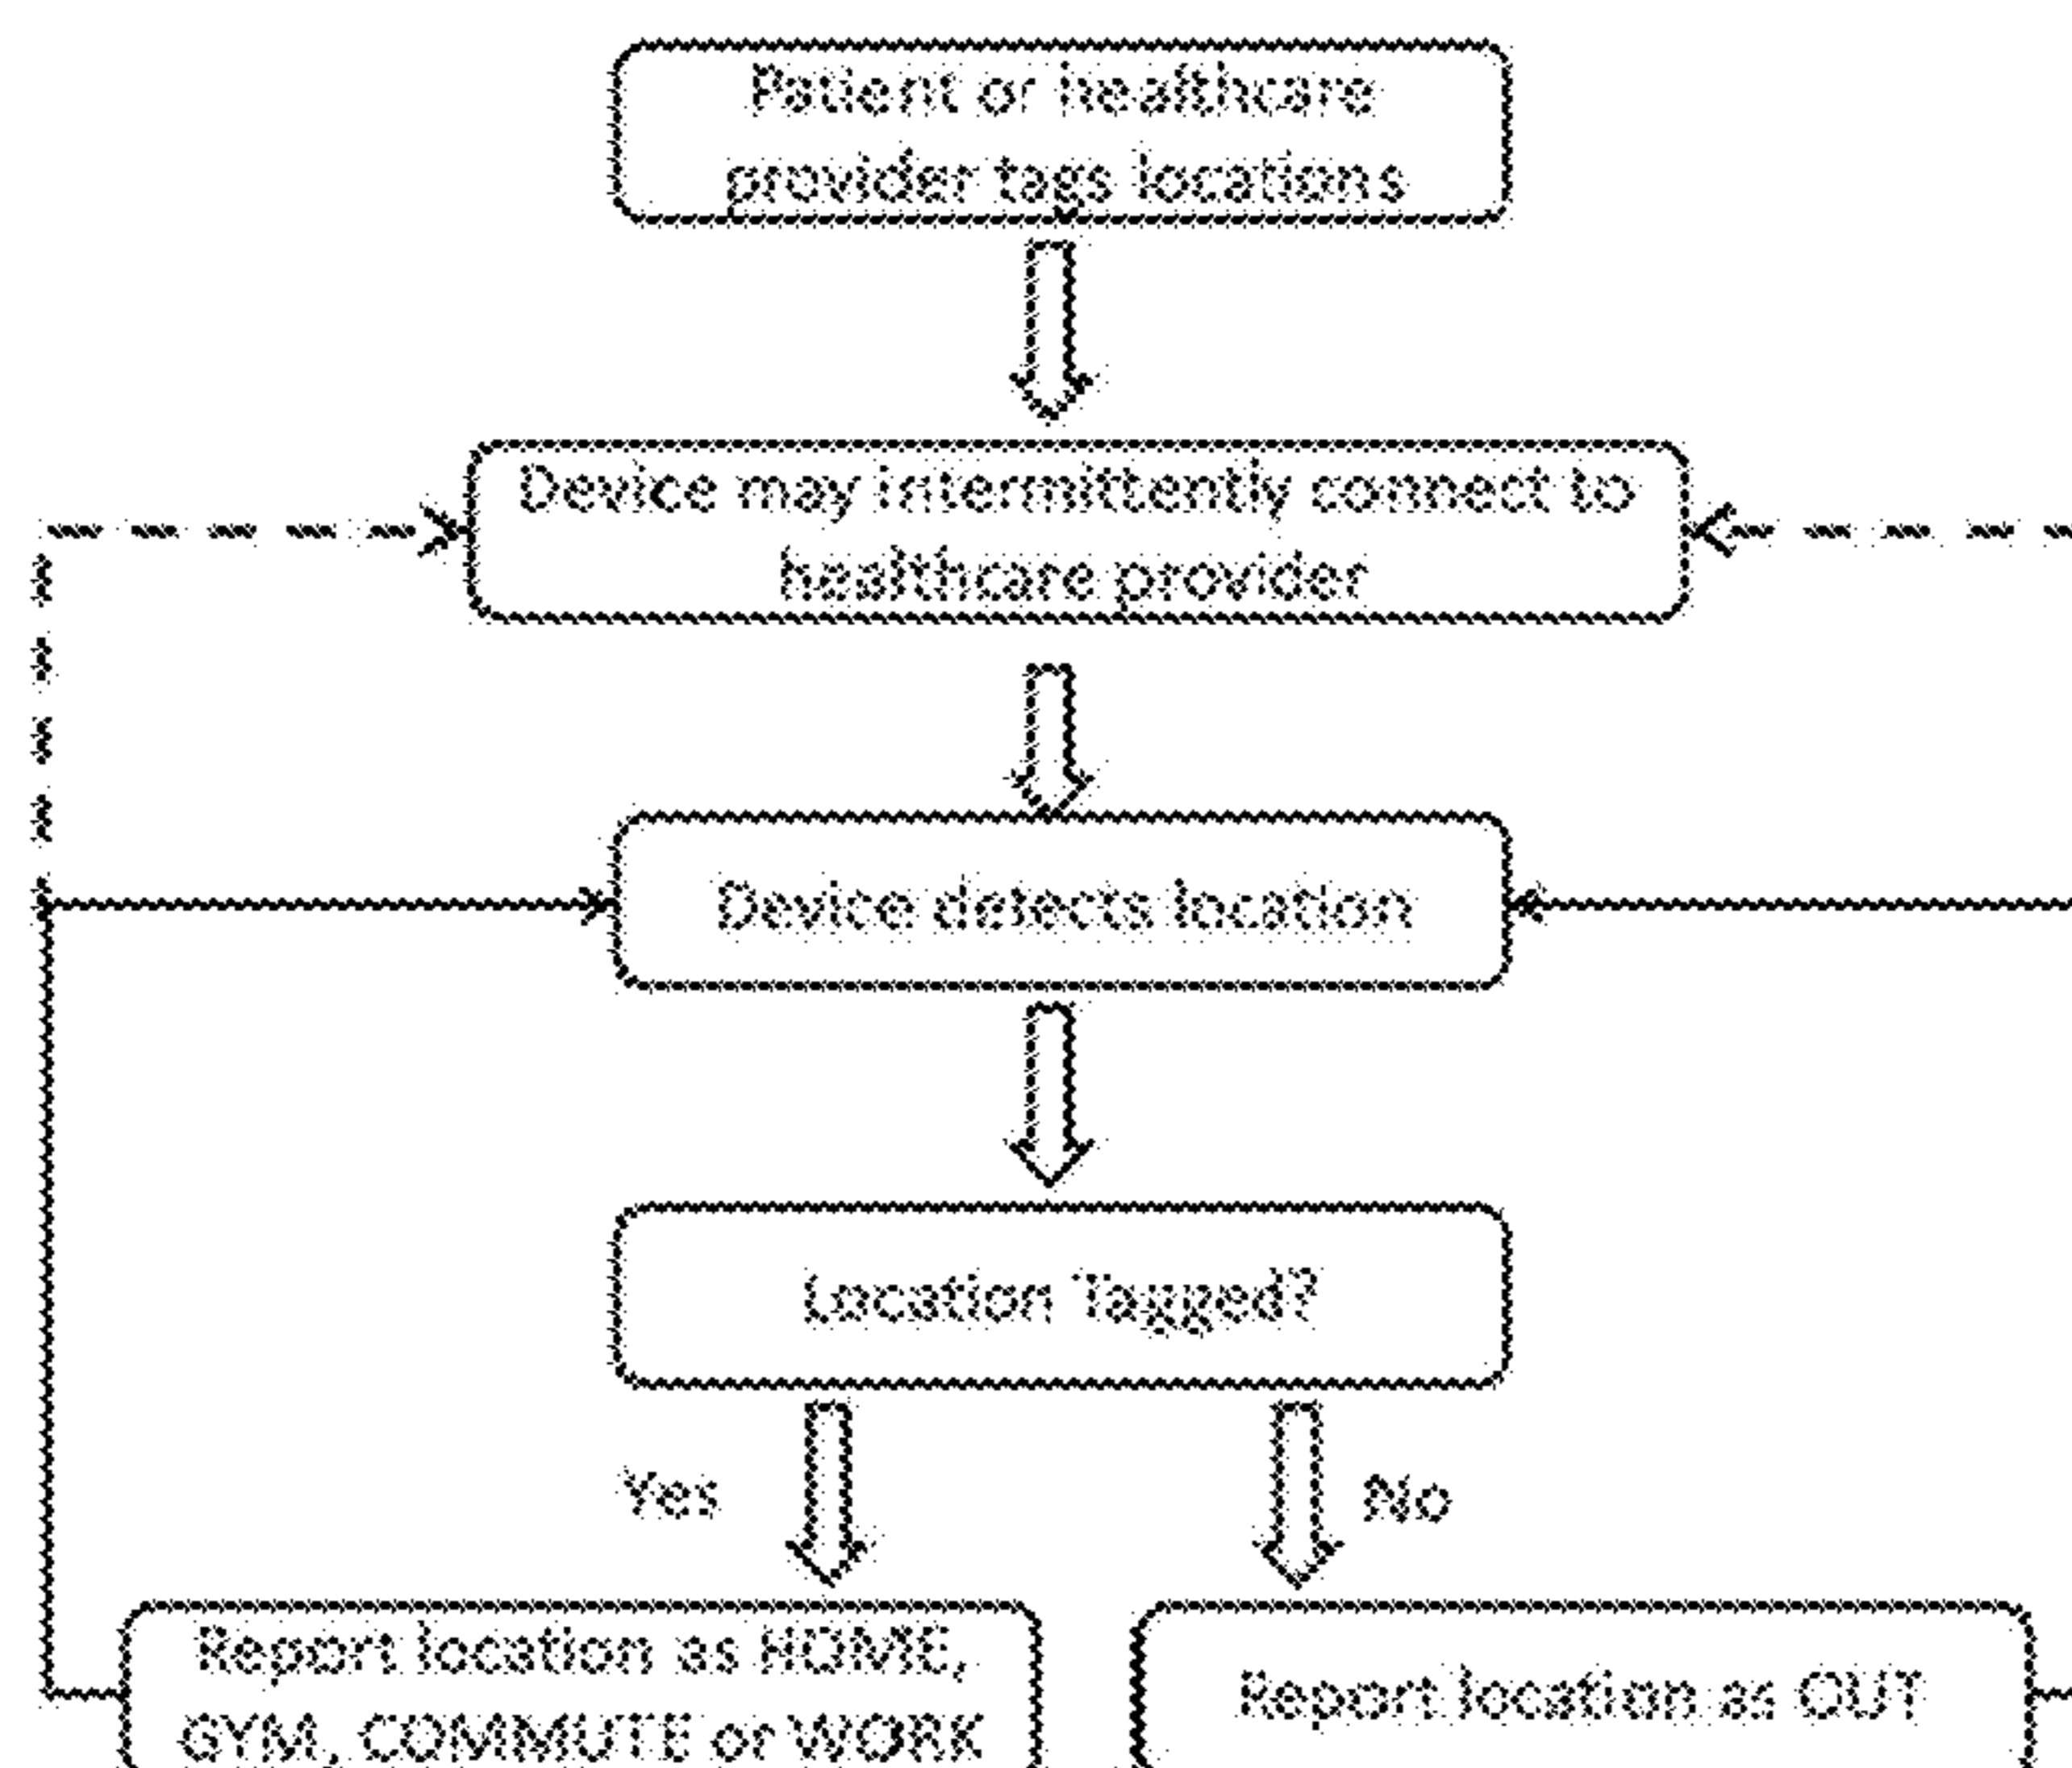 Patient or healthcare
provider tags locations
Device may intermittently connect to
healthcare provider
Device detects location
Location Tagged?
Yes
No
Report location as HOME,
GYM, COMMUTE or WORK
Report location as OUT